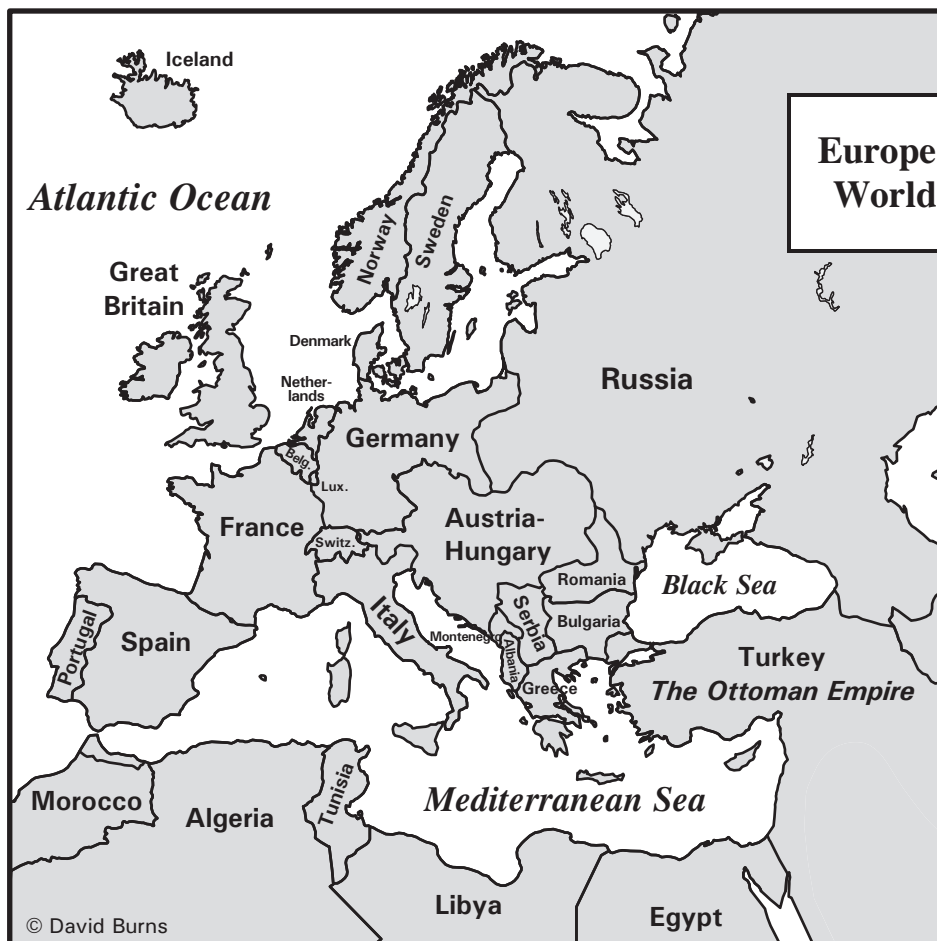 Iceland
Europe
World
Atlantic Ocean
Norway
Sweden
Great
Britain
Denmark
Nether-
lands
Russia
Germany
Belg.
Lux.
France
Austria-
Hungary
Switz.
Romania
Black Sea
Italy
Serbia
Bulgaria
Montenegro
Albania
Portugal
Spain
Greece
Turkey
The Ottoman Empire
Morocco
Algeria
Tunisia
Mediterranean Sea
Libya
Egypt
© David Burns